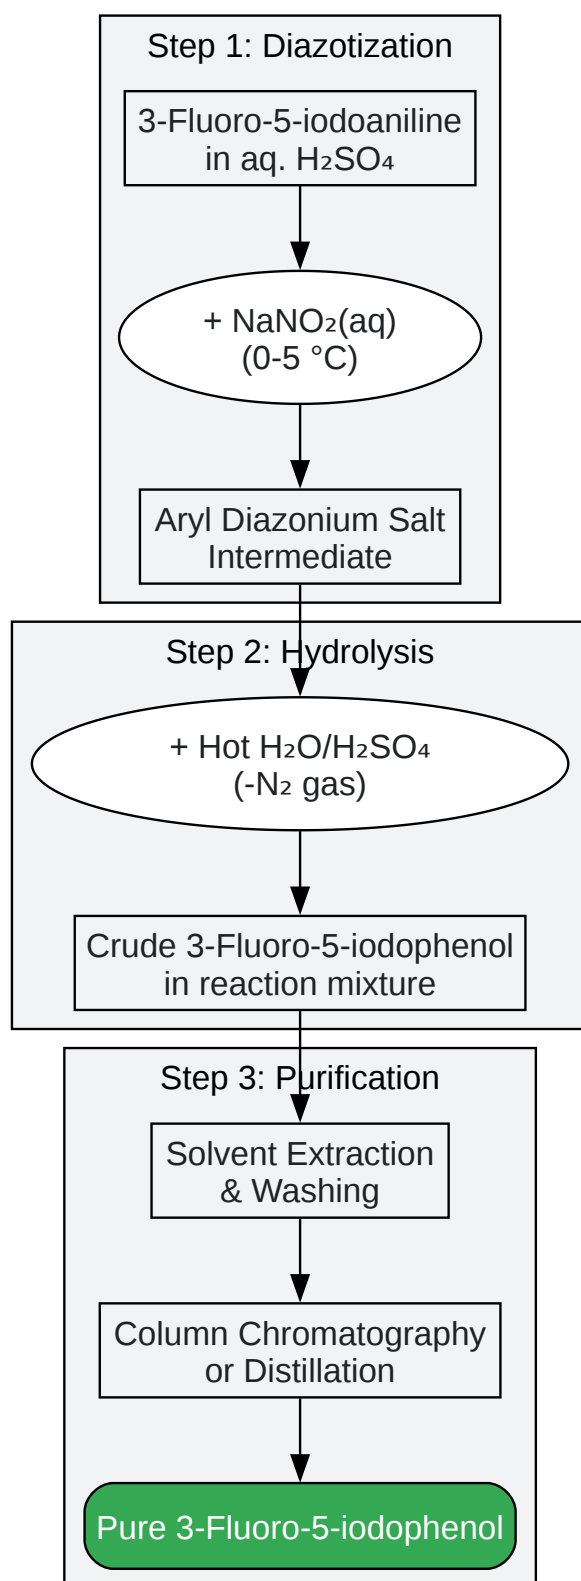 Step 1: Diazotization
3-Fluoro-5-iodoaniline
in aq. H₂SO₄
+ NaNO₂(aq)
(0-5 °C)
Aryl Diazonium Salt
Intermediate
Step 2: Hydrolysis
+ Hot H₂O/H₂SO₄
(-N₂ gas)
Crude 3-Fluoro-5-iodophenol
in reaction mixture
Step 3: Purification
Solvent Extraction
& Washing
Column Chromatography
or Distillation
Pure 3-Fluoro-5-iodophenol